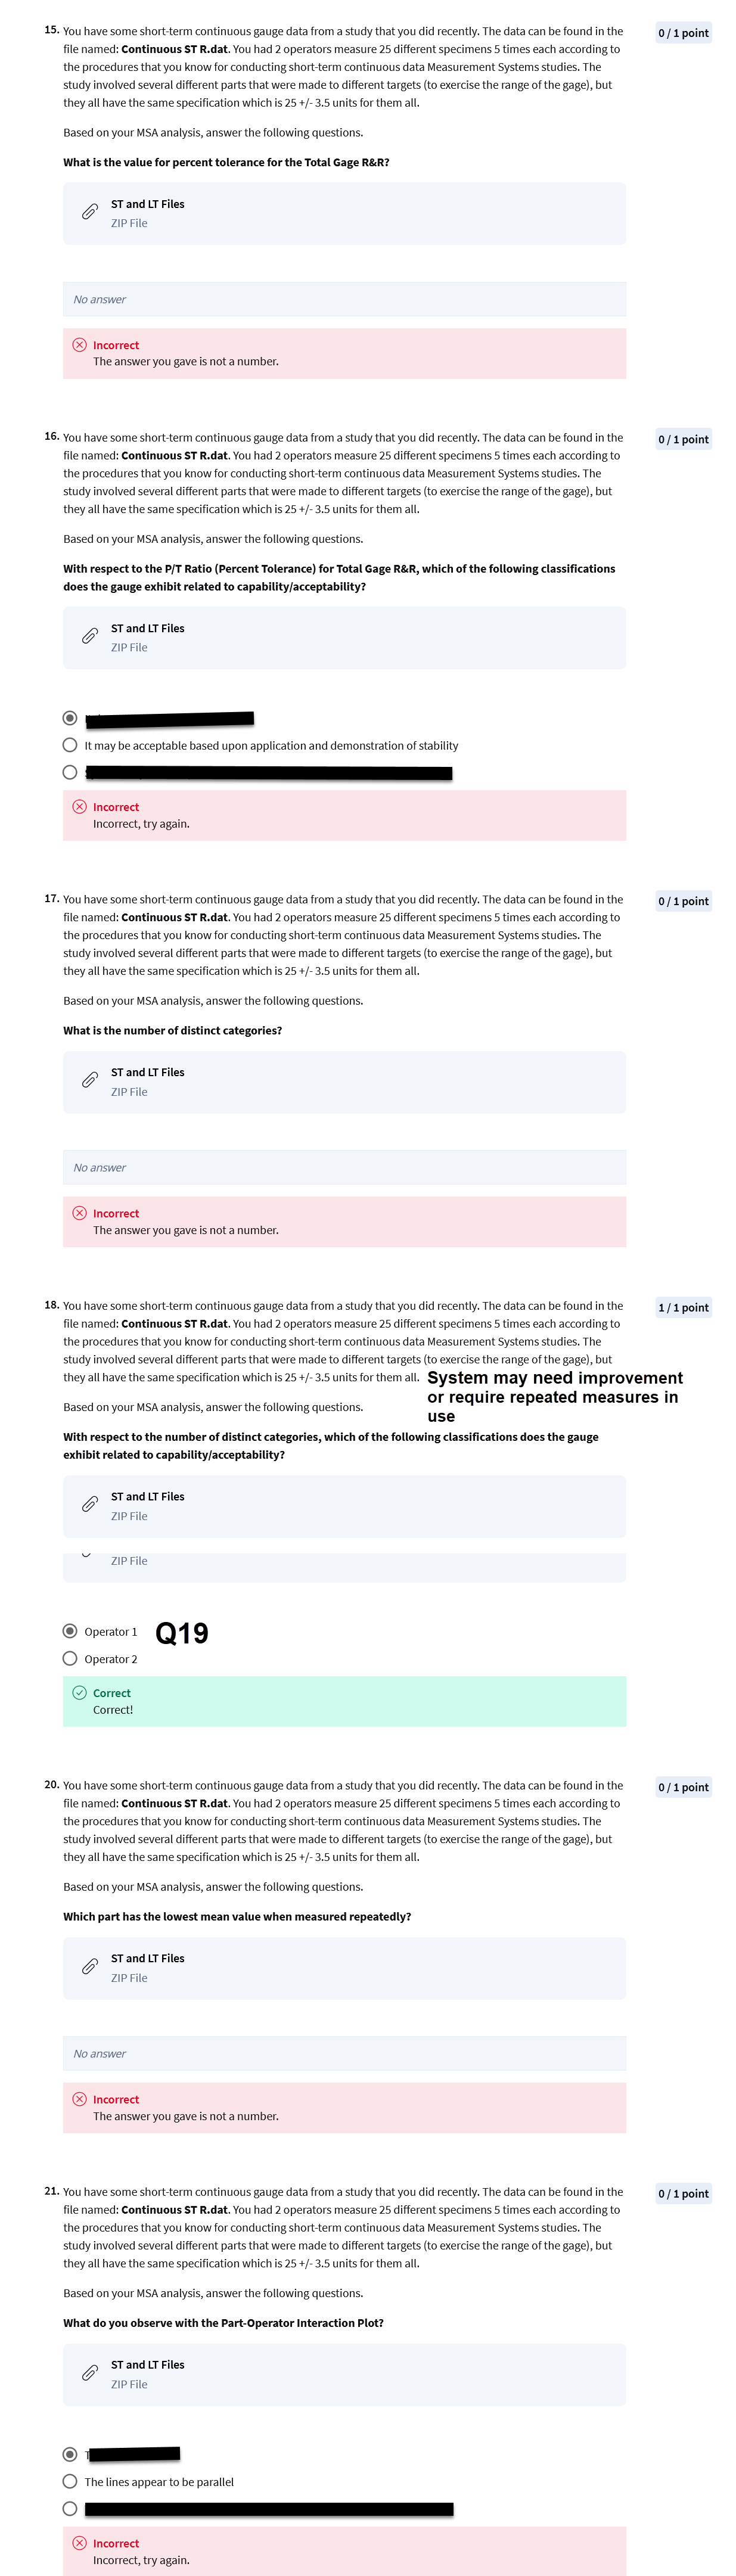 15. You have some short-term continuous gauge data from a study that you did recently. The data can be found in the
0 / 1 point
file named: Continuous ST R.dat. You had 2 operators measure 25 different specimens 5 times each according to
the procedures that you know for conducting short-term continuous data Measurement Systems studies. The
study involved several different parts that were made to different targets (to exercise the range of the gage), but
they all have the same specification which is 25 +/- 3.5 units for them all.
Based on your MSA analysis, answer the following questions.
What is the value for percent tolerance for the Total Gage R&R?
ST and LT Files
ZIP File
No answer
Incorrect
The answer you gave is not a number.
16. You have some short-term continuous gauge data from a study that you did recently. The data can be found in the
0 / 1 point
file named: Continuous ST R.dat. You had 2 operators measure 25 different specimens 5 times each according to
the procedures that you know for conducting short-term continuous data Measurement Systems studies. The
study involved several different parts that were made to different targets (to exercise the range of the gage), but
they all have the same specification which is 25 +/- 3.5 units for them all.
Based on your MSA analysis, answer the following questions.
With respect to the P/T Ratio (Percent Tolerance) for Total Gage R&R, which of the following classifications
does the gauge exhibit related to capability/acceptability?
ST and LT Files
ZIP File
It may be acceptable based upon application and demonstration of stability
Incorrect
Incorrect, try again.
17. You have some short-term continuous gauge data from a study that you did recently. The data can be found in the
0 / 1 point
file named: Continuous ST R.dat. You had 2 operators measure 25 different specimens 5 times each according to
the procedures that you know for conducting short-term continuous data Measurement Systems studies. The
study involved several different parts that were made to different targets (to exercise the range of the gage), but
they all have the same specification which is 25 +/- 3.5 units for them all.
Based on your MSA analysis, answer the following questions.
What is the number of distinct categories?
ST and LT Files
ZIP File
No answer
Incorrect
The answer you gave is not a number.
18. You have some short-term continuous gauge data from a study that you did recently. The data can be found in the
1 / 1 point
file named: Continuous ST R.dat. You had 2 operators measure 25 different specimens 5 times each according to
the procedures that you know for conducting short-term continuous data Measurement Systems studies. The
study involved several different parts that were made to different targets (to exercise the range of the gage), but
they all have the same specification which is 25 +/- 3.5 units for them all.
System may need improvement
or require repeated measures in
use
Based on your MSA analysis, answer the following questions.
With respect to the number of distinct categories, which of the following classifications does the gauge
exhibit related to capability/acceptability?
ST and LT Files
ZIP File
ZIP File
Operator 1
Q19
Operator 2
Correct
Correct!
20. You have some short-term continuous gauge data from a study that you did recently. The data can be found in the
0 / 1 point
file named: Continuous ST R.dat. You had 2 operators measure 25 different specimens 5 times each according to
the procedures that you know for conducting short-term continuous data Measurement Systems studies. The
study involved several different parts that were made to different targets (to exercise the range of the gage), but
they all have the same specification which is 25 +/- 3.5 units for them all.
Based on your MSA analysis, answer the following questions.
Which part has the lowest mean value when measured repeatedly?
ST and LT Files
ZIP File
No answer
Incorrect
The answer you gave is not a number.
21. You have some short-term continuous gauge data from a study that you did recently. The data can be found in the
0 / 1 point
file named: Continuous ST R.dat. You had 2 operators measure 25 different specimens 5 times each according to
the procedures that you know for conducting short-term continuous data Measurement Systems studies. The
study involved several different parts that were made to different targets (to exercise the range of the gage), but
they all have the same specification which is 25 +/- 3.5 units for them all.
Based on your MSA analysis, answer the following questions.
What do you observe with the Part-Operator Interaction Plot?
ST and LT Files
ZIP File
The lines appear to be parallel
Incorrect
Incorrect, try again.